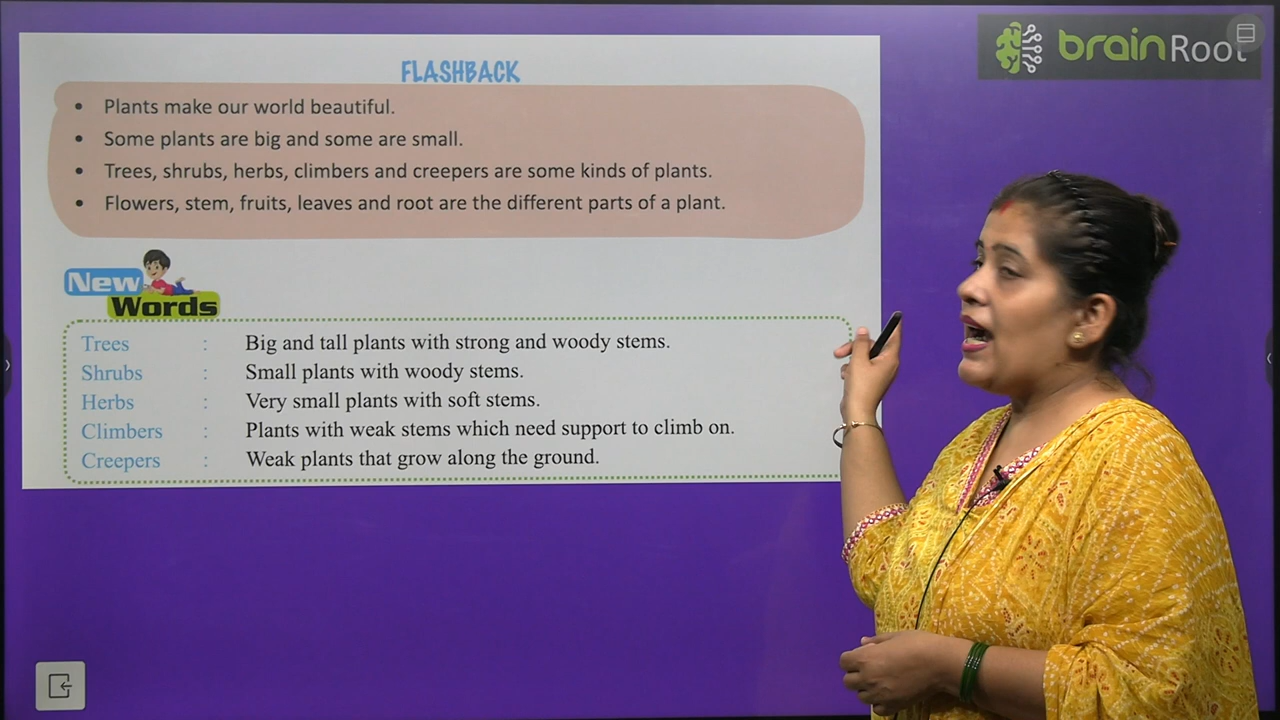 brainRoot
FLASHBACK
• Plants make our world beautiful.
• Some plants are big and some are small.
• Trees, shrubs, herbs, climbers and creepers are some kinds of plants.
• Flowers, stem, fruits, leaves and root are the different parts of a plant.
New
Words
Trees : Big and tall plants with strong and woody stems.
Shrubs : Small plants with woody stems.
Herbs : Very small plants with soft stems.
Climbers : Plants with weak stems which need support to climb on.
Creepers : Weak plants that grow along the ground.